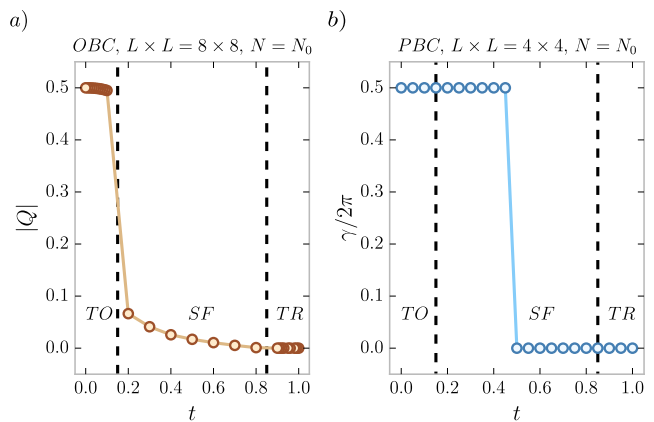 a)
OBC, L × L = 8 × 8, N = N₀
|Q|
0.5
0.4
0.3
0.2
0.1
0.0
TO
SF
TR
0.0 0.2 0.4 0.6 0.8 1.0
t
b)
PBC, L × L = 4 × 4, N = N₀
γ/2π
0.5
0.4
0.3
0.2
0.1
0.0
TO
SF
TR
0.0 0.2 0.4 0.6 0.8 1.0
t